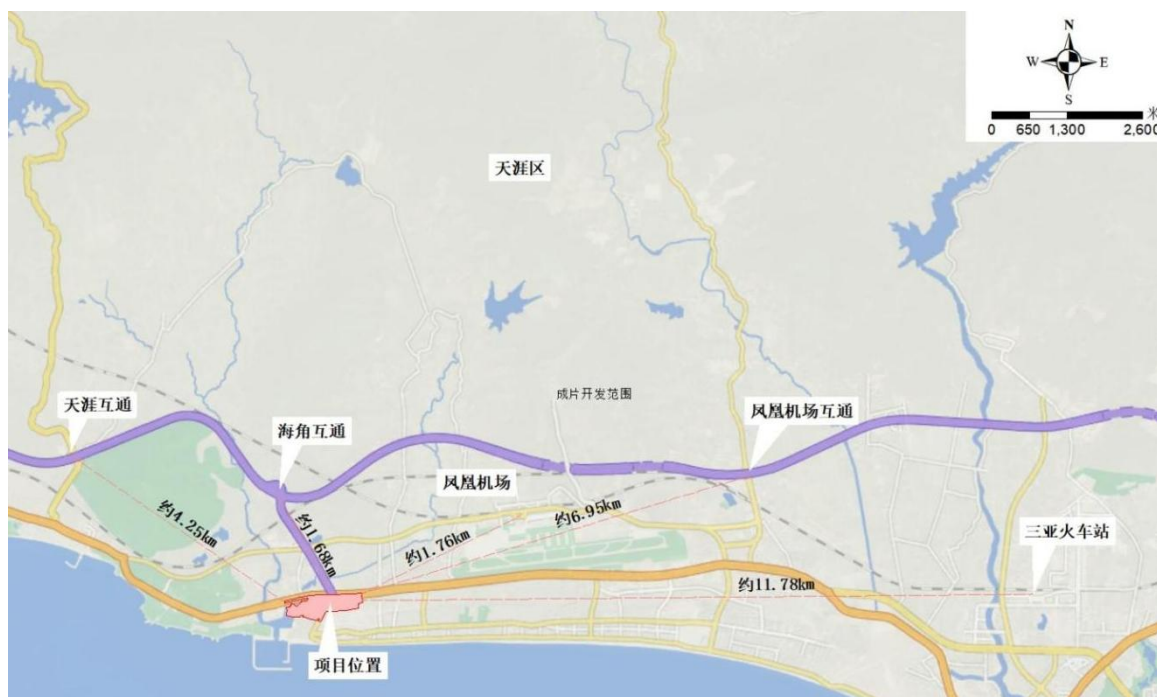 N
W E
S
米
0 650 1,300 2,600
天涯区
成片开发范围
凤凰机场互通
天涯互通
海角互通
凤凰机场
约6.95km
约4.25km
约1.68km
约1.76km
三亚火车站
约11.78km
项目位置